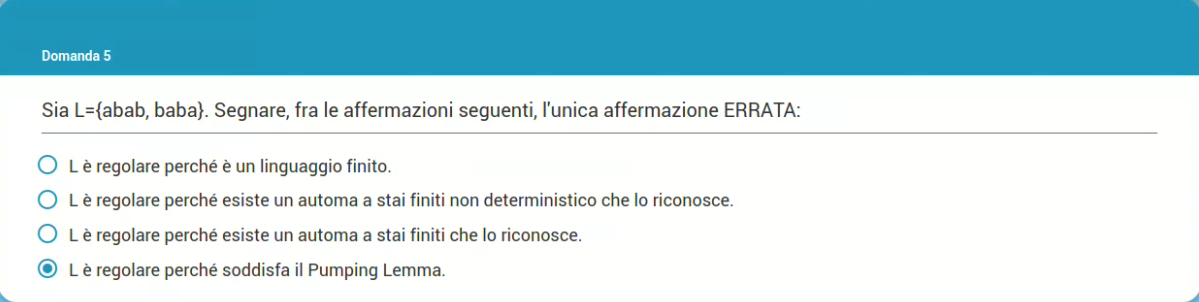 Domanda 5
Sia L={abab, baba}. Segnare, fra le affermazioni seguenti, l'unica affermazione ERRATA:
L è regolare perché è un linguaggio finito.
L è regolare perché esiste un automa a stai finiti non deterministico che lo riconosce.
L è regolare perché esiste un automa a stai finiti che lo riconosce.
L è regolare perché soddisfa il Pumping Lemma.